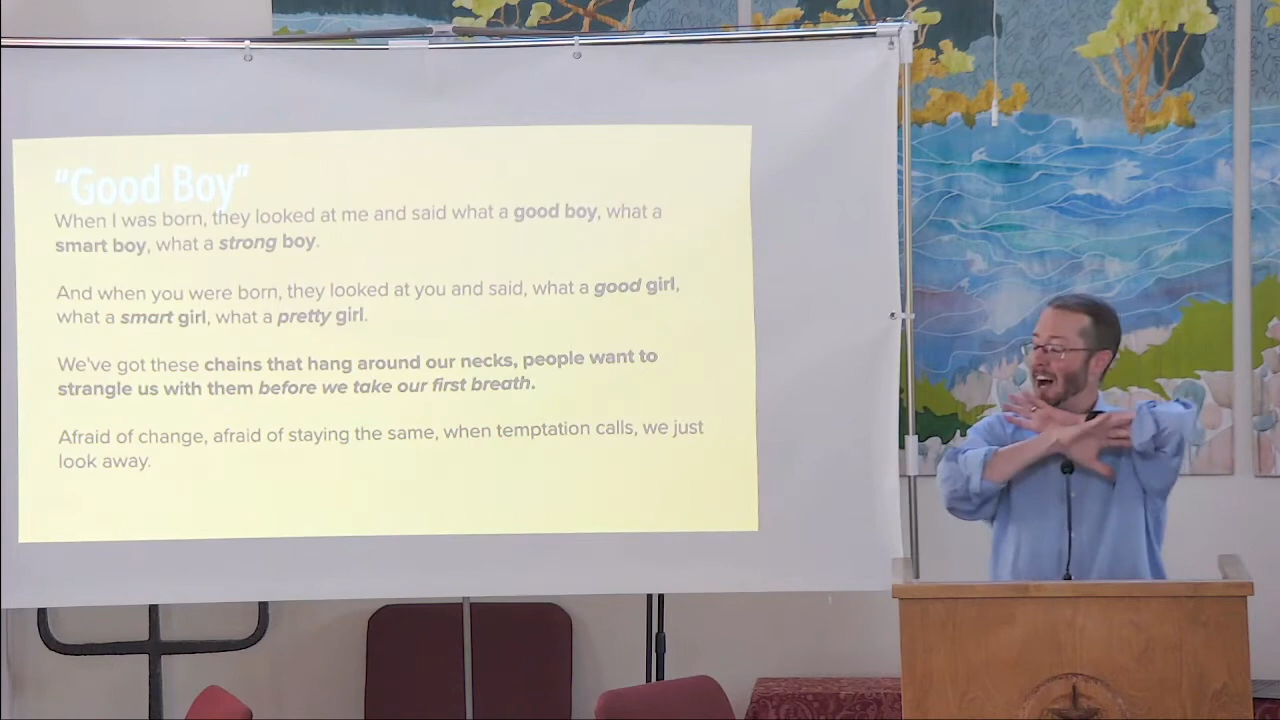 "Good Boy"
When I was born, they looked at me and said what a good boy, what a
smart boy, what a strong boy.
And when you were born, they looked at you and said, what a good girl,
what a smart girl, what a pretty girl.
We've got these chains that hang around our necks, people want to
strangle us with them before we take our first breath.
Afraid of change, afraid of staying the same, when temptation calls, we just
look away.